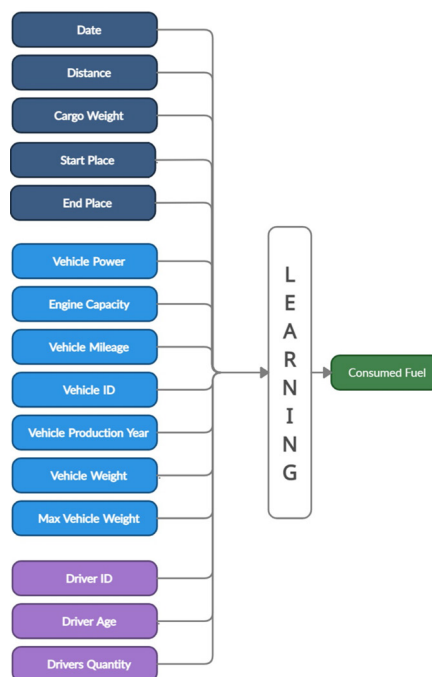 Date
Distance
Cargo Weight
Start Place
End Place
Vehicle Power
Engine Capacity
Vehicle Mileage
Vehicle ID
Vehicle Production Year
Vehicle Weight
Max Vehicle Weight
Driver ID
Driver Age
Drivers Quantity
LEARNING
Consumed Fuel